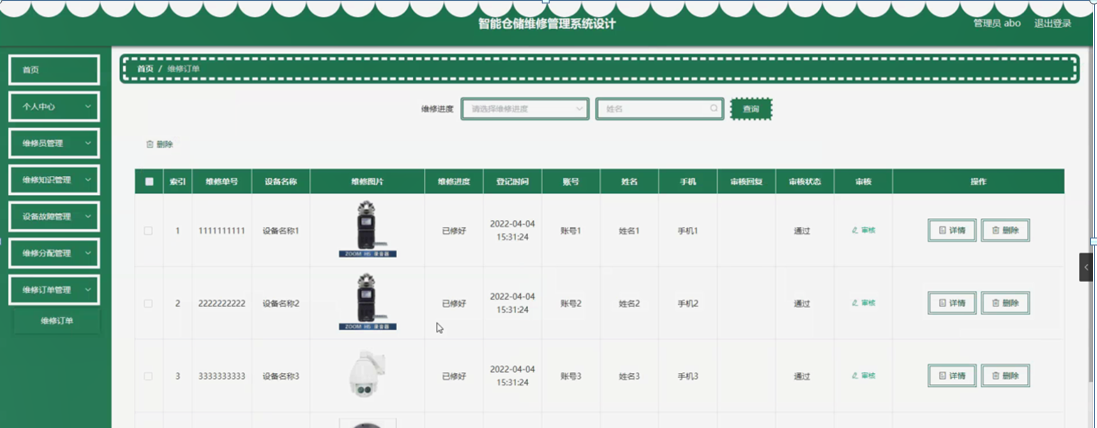 智能仓储维修管理系统设计
管理员 abo 退出登录
首页
个人中心
维修员管理
维修知识管理
设备故障管理
维修分配管理
维修订单管理
维修订单
首页 / 维修订单
维修进度 请选择维修进度 姓名 查询
删除
索引 维修单号 设备名称 维修图片 维修进度 登记时间 账号 姓名 手机 审核回复 审核状态 审核 操作
1 1111111111 设备名称1 ZOOM H6 录音器 已修好 2022-04-04 15:31:24 账号1 姓名1 手机1 通过 审核 详情 删除
2 2222222222 设备名称2 ZOOM H6 录音器 已修好 2022-04-04 15:31:24 账号2 姓名2 手机2 通过 审核 详情 删除
3 3333333333 设备名称3 已修好 2022-04-04 15:31:24 账号3 姓名3 手机3 通过 审核 详情 删除